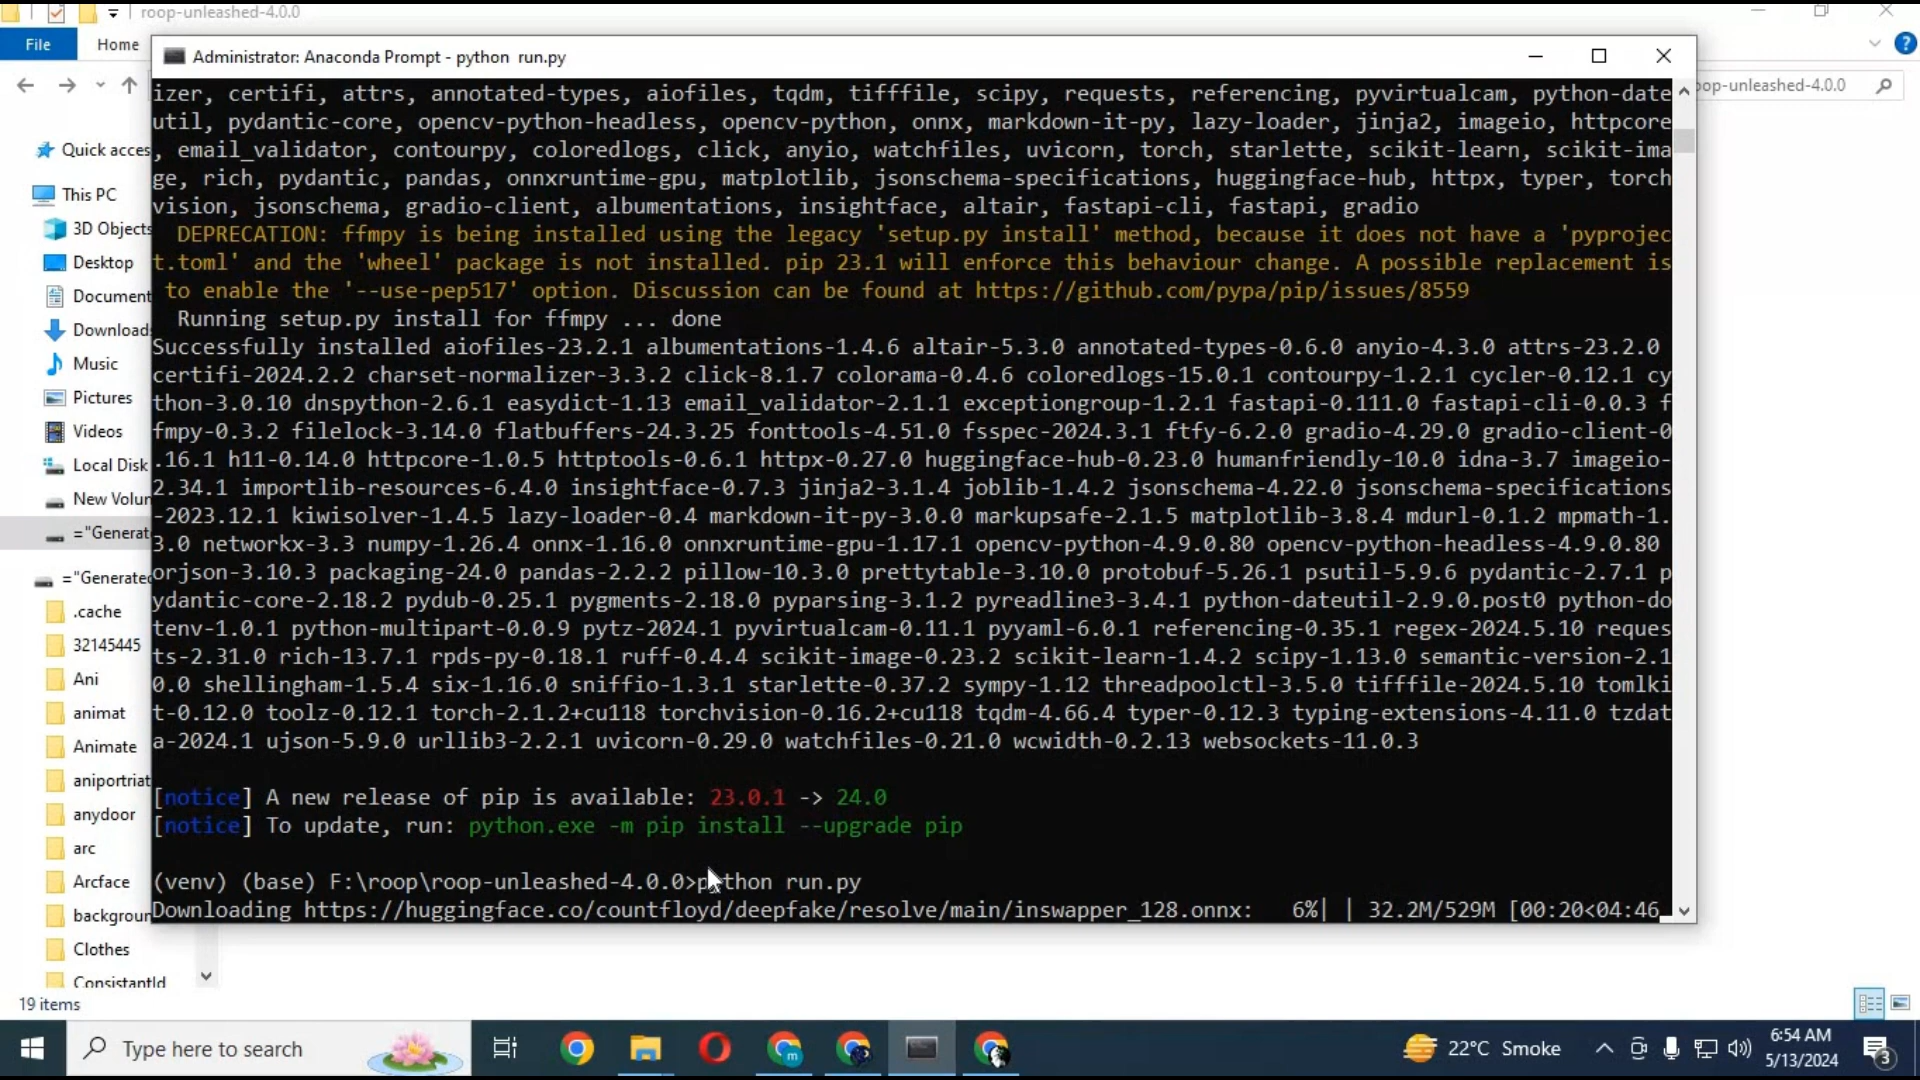 roop-unleashed-4.0.0
File
Home
Administrator: Anaconda Prompt - python run.py
oop-unleashed-4.0.0
Quick acces
This PC
3D Objects
Desktop
Document
Downloads
Music
Pictures
Videos
Local Disk
New Volun
="Generate
="Generated
.cache
32145445
Ani
animat
Animate
aniportriat
anydoor
arc
Arcface
backgroun
Clothes
ConsistantId
19 items
izer, certifi, attrs, annotated-types, aiofiles, tqdm, tifffile, scipy, requests, referencing, pyvirtualcam, python-date
util, pydantic-core, opencv-python-headless, opencv-python, onnx, markdown-it-py, lazy-loader, jinja2, imageio, httpcore
, email_validator, contourpy, coloredlogs, click, anyio, watchfiles, uvicorn, torch, starlette, scikit-learn, scikit-ima
ge, rich, pydantic, pandas, onnxruntime-gpu, matplotlib, jsonschema-specifications, huggingface-hub, httpx, typer, torch
vision, jsonschema, gradio-client, albumentations, insightface, altair, fastapi-cli, fastapi, gradio
DEPRECATION: ffmpy is being installed using the legacy 'setup.py install' method, because it does not have a 'pyprojec
t.toml' and the 'wheel' package is not installed. pip 23.1 will enforce this behaviour change. A possible replacement is
to enable the '--use-pep517' option. Discussion can be found at https://github.com/pypa/pip/issues/8559
Running setup.py install for ffmpy ... done
Successfully installed aiofiles-23.2.1 albumentations-1.4.6 altair-5.3.0 annotated-types-0.6.0 anyio-4.3.0 attrs-23.2.0
certifi-2024.2.2 charset-normalizer-3.3.2 click-8.1.7 colorama-0.4.6 coloredlogs-15.0.1 contourpy-1.2.1 cycler-0.12.1 cy
thon-3.0.10 dnspython-2.6.1 easydict-1.13 email_validator-2.1.1 exceptiongroup-1.2.1 fastapi-0.111.0 fastapi-cli-0.0.3 f
fmpy-0.3.2 filelock-3.14.0 flatbuffers-24.3.25 fonttools-4.51.0 fsspec-2024.3.1 ftfy-6.2.0 gradio-4.29.0 gradio-client-0
.16.1 h11-0.14.0 httpcore-1.0.5 httptools-0.6.1 httpx-0.27.0 huggingface-hub-0.23.0 humanfriendly-10.0 idna-3.7 imageio-
2.34.1 importlib-resources-6.4.0 insightface-0.7.3 jinja2-3.1.4 joblib-1.4.2 jsonschema-4.22.0 jsonschema-specifications
-2023.12.1 kiwisolver-1.4.5 lazy-loader-0.4 markdown-it-py-3.0.0 markupsafe-2.1.5 matplotlib-3.8.4 mdurl-0.1.2 mpmath-1.
3.0 networkx-3.3 numpy-1.26.4 onnx-1.16.0 onnxruntime-gpu-1.17.1 opencv-python-4.9.0.80 opencv-python-headless-4.9.0.80
orjson-3.10.3 packaging-24.0 pandas-2.2.2 pillow-10.3.0 prettytable-3.10.0 protobuf-5.26.1 psutil-5.9.6 pydantic-2.7.1 p
ydantic-core-2.18.2 pydub-0.25.1 pygments-2.18.0 pyparsing-3.1.2 pyreadline3-3.4.1 python-dateutil-2.9.0.post0 python-do
tenv-1.0.1 python-multipart-0.0.9 pytz-2024.1 pyvirtualcam-0.11.1 pyyaml-6.0.1 referencing-0.35.1 regex-2024.5.10 reques
ts-2.31.0 rich-13.7.1 rpds-py-0.18.1 ruff-0.4.4 scikit-image-0.23.2 scikit-learn-1.4.2 scipy-1.13.0 semantic-version-2.1
0.0 shellingham-1.5.4 six-1.16.0 sniffio-1.3.1 starlette-0.37.2 sympy-1.12 threadpoolctl-3.5.0 tifffile-2024.5.10 tomlki
t-0.12.0 toolz-0.12.1 torch-2.1.2+cu118 torchvision-0.16.2+cu118 tqdm-4.66.4 typer-0.12.3 typing-extensions-4.11.0 tzdat
a-2024.1 ujson-5.9.0 urllib3-2.2.1 uvicorn-0.29.0 watchfiles-0.21.0 wcwidth-0.2.13 websockets-11.0.3
[notice] A new release of pip is available: 23.0.1 -> 24.0
[notice] To update, run: python.exe -m pip install --upgrade pip
(venv) (base) F:\roop\roop-unleashed-4.0.0>python run.py
Downloading https://huggingface.co/countfloyd/deepfake/resolve/main/inswapper_128.onnx:   6%| | 32.2M/529M [00:20<04:46
Type here to search
22°C Smoke
6:54 AM
5/13/2024
3